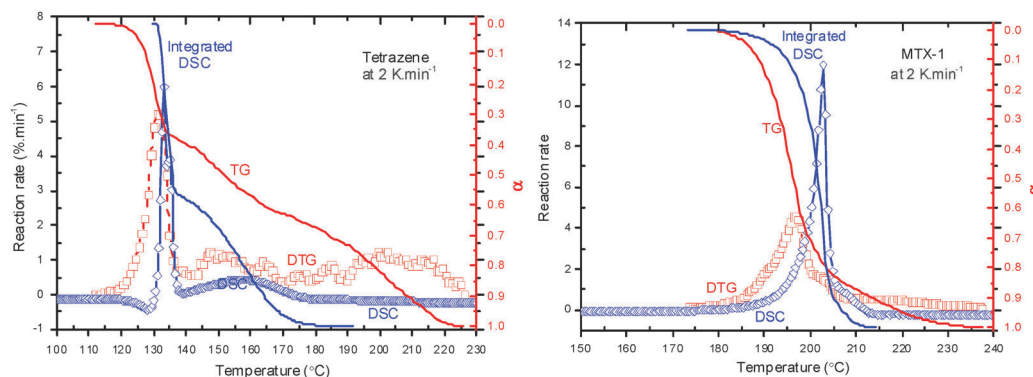 8
7
6
5
4
3
2
1
0
-1
Reaction rate (%.min⁻¹)
Integrated
DSC
Tetrazene
at 2 K.min⁻¹
TG
DTG
DSC
DSC
0.0
0.1
0.2
0.3
0.4
0.5
0.6
0.7
0.8
0.9
1.0
α
100 110 120 130 140 150 160 170 180 190 200 210 220 230
Temperature (°C)
14
12
10
8
6
4
2
0
Reaction rate
Integrated
DSC
MTX-1
at 2 K.min⁻¹
TG
DTG
DSC
0.0
0.1
0.2
0.3
0.4
0.5
0.6
0.7
0.8
0.9
1.0
150 160 170 180 190 200 210 220 230 240
Temperature (°C)